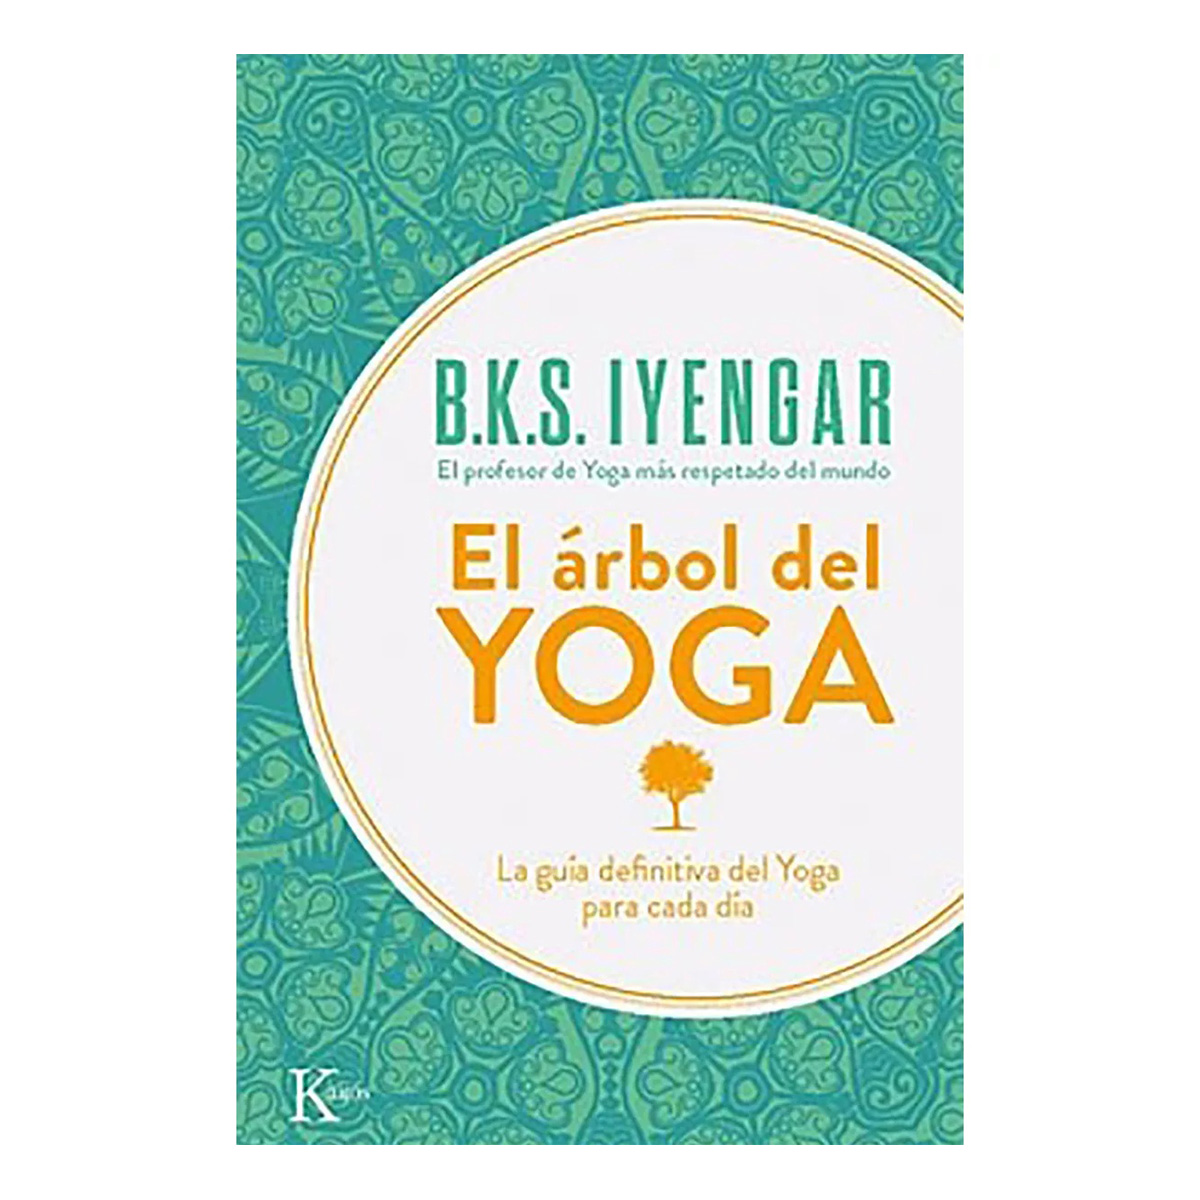 B.K.S. IYENGAR
El profesor de Yoga más respetado del mundo
El árbol del
YOGA
La guía definitiva del Yoga
para cada día
Kairós